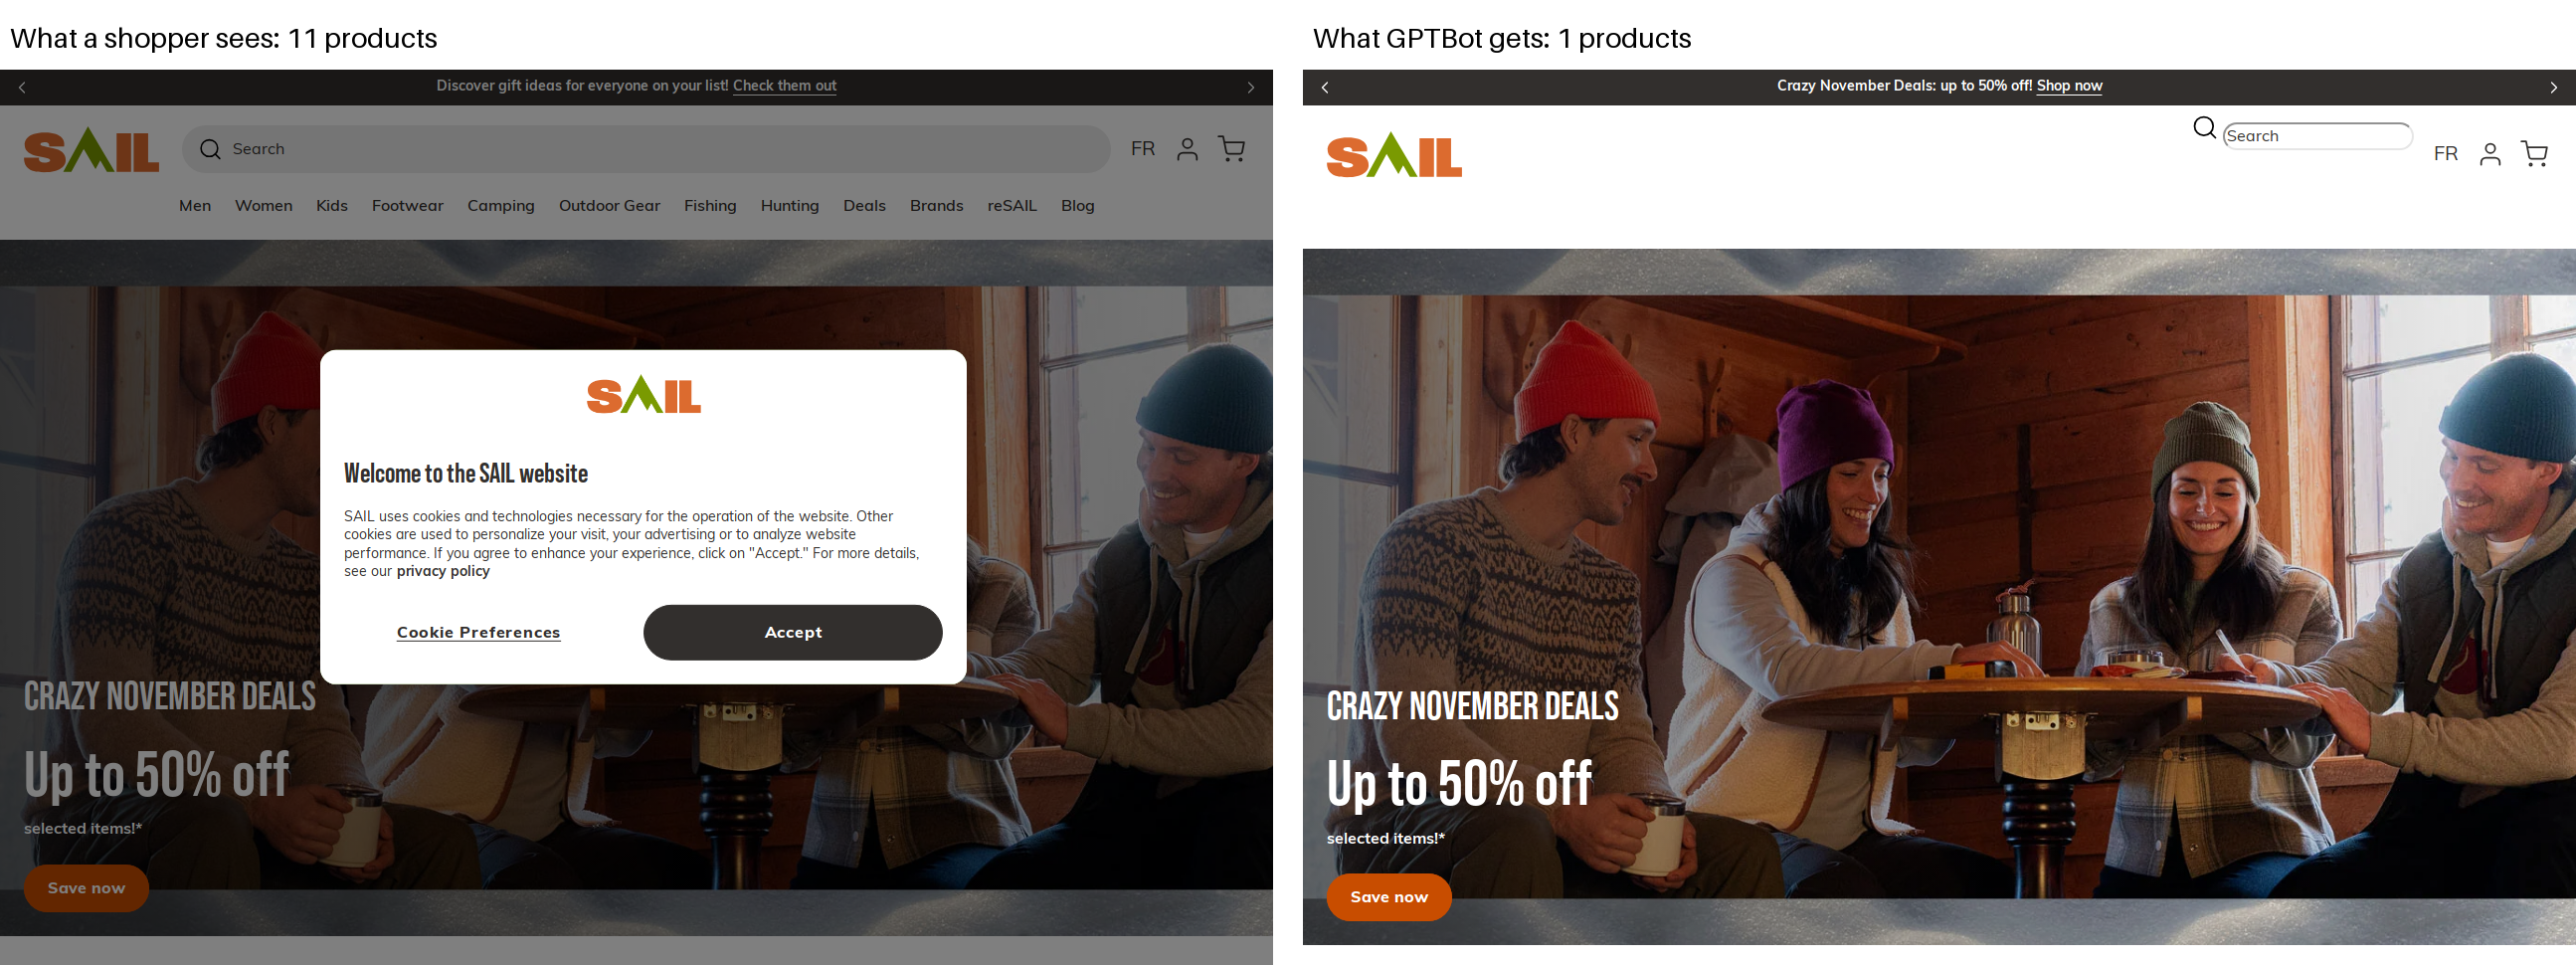 What a shopper sees: 11 products
Discover gift ideas for everyone on your list! Check them out
SAIL
Search
FR
Men Women Kids Footwear Camping Outdoor Gear Fishing Hunting Deals Brands reSAIL Blog
SAIL
Welcome to the SAIL website
SAIL uses cookies and technologies necessary for the operation of the website. Other
cookies are used to personalize your visit, your advertising or to analyze website
performance. If you agree to enhance your experience, click on "Accept." For more details,
see our privacy policy
Cookie Preferences
Accept
CRAZY NOVEMBER DEALS
Up to 50% off
selected items!*
Save now
What GPTBot gets: 1 products
Crazy November Deals: up to 50% off! Shop now
SAIL
Search
FR
CRAZY NOVEMBER DEALS
Up to 50% off
selected items!*
Save now